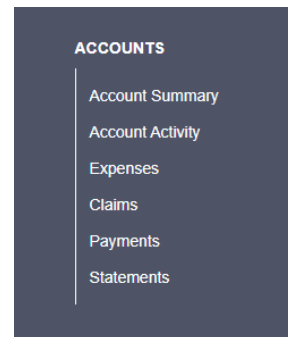 ACCOUNTS
Account Summary
Account Activity
Expenses
Claims
Payments
Statements